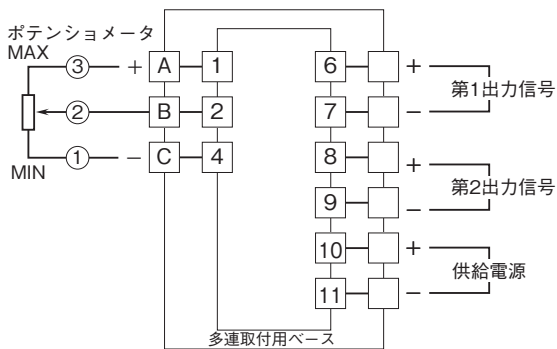 ポテンショメータ
MAX
③ + A 1
② B 2
① − C 4
MIN
6 +
第1出力信号
7 −
8 +
第2出力信号
9 −
10 +
供給電源
11 −
多連取付用ベース